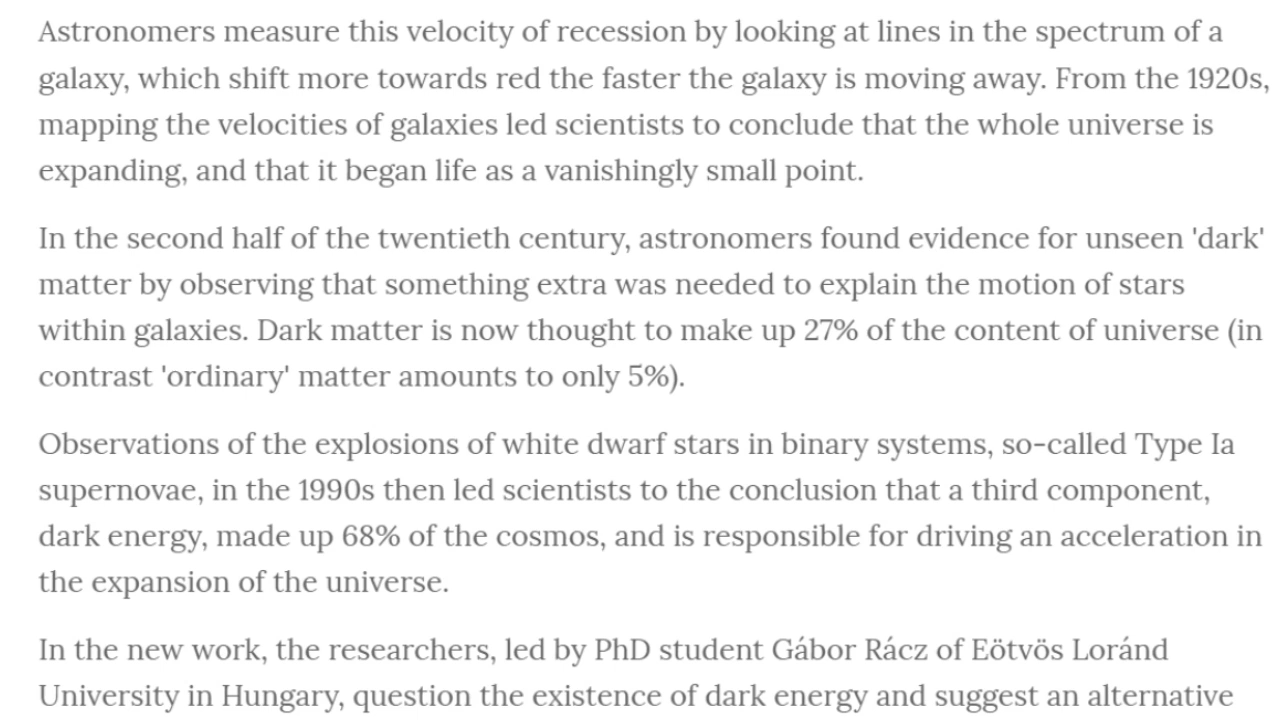 Astronomers measure this velocity of recession by looking at lines in the spectrum of a
galaxy, which shift more towards red the faster the galaxy is moving away. From the 1920s,
mapping the velocities of galaxies led scientists to conclude that the whole universe is
expanding, and that it began life as a vanishingly small point.
In the second half of the twentieth century, astronomers found evidence for unseen 'dark'
matter by observing that something extra was needed to explain the motion of stars
within galaxies. Dark matter is now thought to make up 27% of the content of universe (in
contrast 'ordinary' matter amounts to only 5%).
Observations of the explosions of white dwarf stars in binary systems, so-called Type Ia
supernovae, in the 1990s then led scientists to the conclusion that a third component,
dark energy, made up 68% of the cosmos, and is responsible for driving an acceleration in
the expansion of the universe.
In the new work, the researchers, led by PhD student Gábor Rácz of Eötvös Loránd
University in Hungary, question the existence of dark energy and suggest an alternative